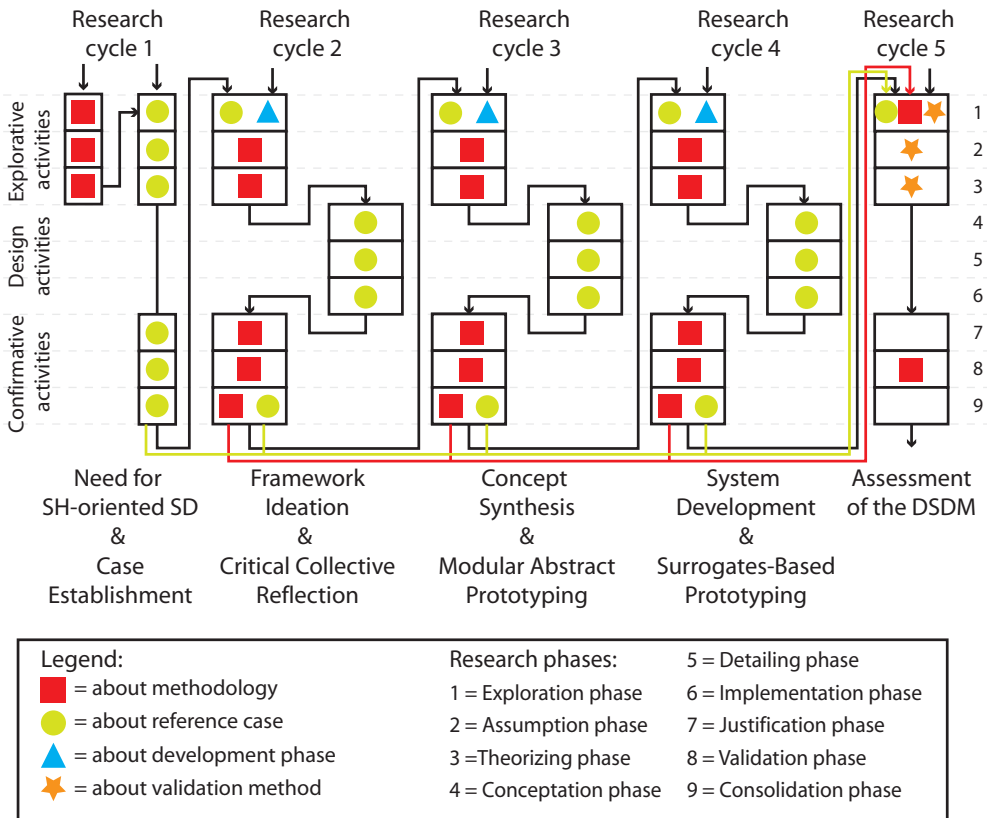 Research
cycle 1
Research
cycle 2
Research
cycle 3
Research
cycle 4
Research
cycle 5
Explorative
activities
Design
activities
Confirmative
activities
1
2
3
4
5
6
7
8
9
Need for
SH-oriented SD
&
Case
Establishment
Framework
Ideation
&
Critical Collective
Reflection
Concept
Synthesis
&
Modular Abstract
Prototyping
System
Development
&
Surrogates-Based
Prototyping
Assessment
of the DSDM
Legend:
= about methodology
= about reference case
= about development phase
= about validation method
Research phases:
1 = Exploration phase
2 = Assumption phase
3 =Theorizing phase
4 = Conceptation phase
5 = Detailing phase
6 = Implementation phase
7 = Justification phase
8 = Validation phase
9 = Consolidation phase